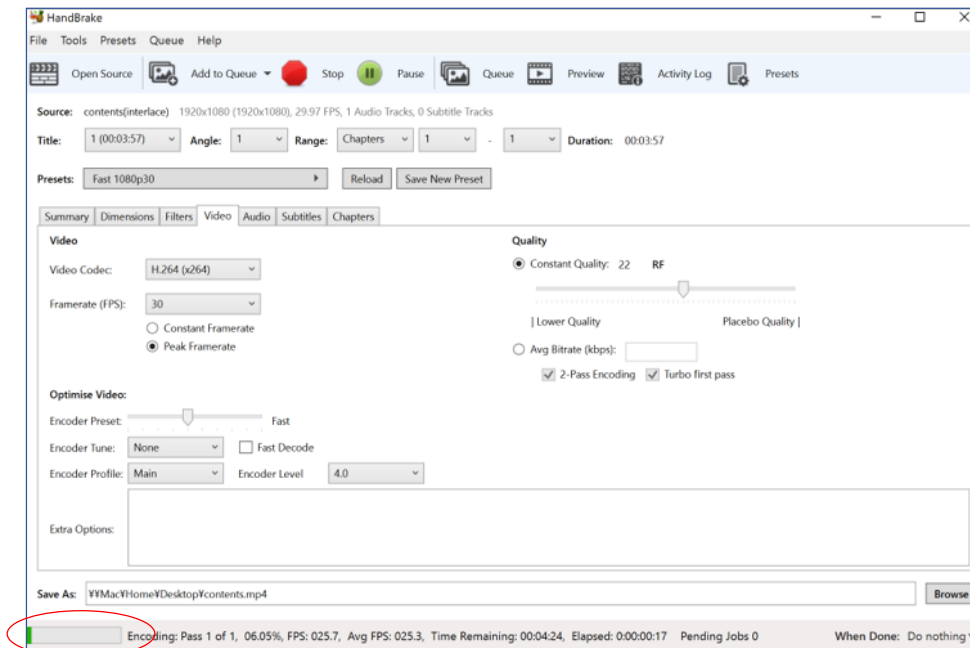 HandBrake
File Tools Presets Queue Help
Open Source Add to Queue Stop Pause Queue Preview Activity Log Presets
Source: contents(interlace) 1920x1080 (1920x1080), 29.97 FPS, 1 Audio Tracks, 0 Subtitle Tracks
Title: 1 (00:03:57) Angle: 1 Range: Chapters 1 - 1 Duration: 00:03:57
Presets: Fast 1080p30 Reload Save New Preset
Summary Dimensions Filters Video Audio Subtitles Chapters
Video Quality
Video Codec: H.264 (x264) Constant Quality: 22 RF
Framerate (FPS): 30
Constant Framerate | Lower Quality Placebo Quality |
Peak Framerate Avg Bitrate (kbps):
2-Pass Encoding Turbo first pass
Optimise Video:
Encoder Preset: Fast
Encoder Tune: None Fast Decode
Encoder Profile: Main Encoder Level 4.0
Extra Options:
Save As: ¥¥Mac¥Home¥Desktop¥contents.mp4 Browse
Encoding: Pass 1 of 1, 06.05%, FPS: 025.7, Avg FPS: 025.3, Time Remaining: 00:04:24, Elapsed: 0:00:00:17 Pending Jobs 0 When Done: Do nothing